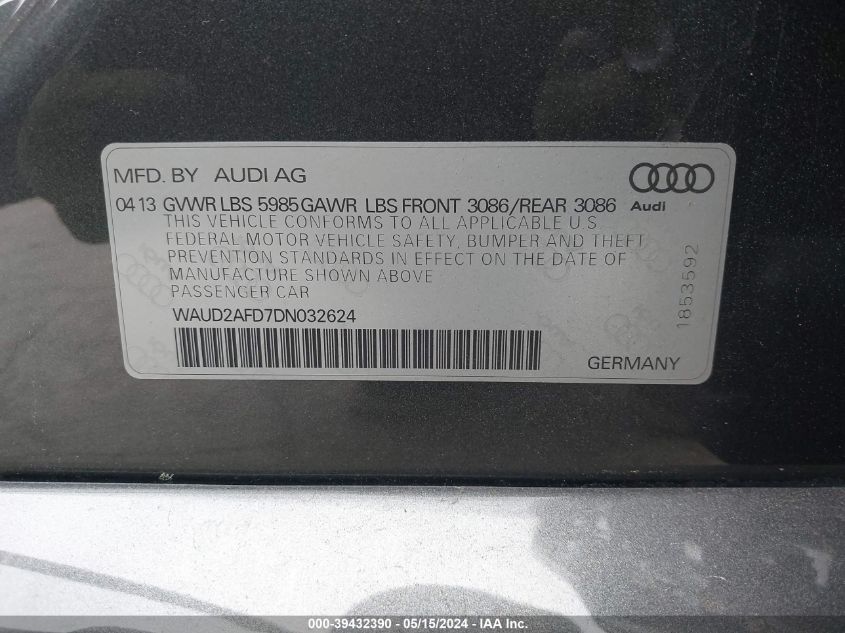 MFD. BY AUDI AG
04 13 GVWR LBS 5985 GAWR LBS FRONT 3086/REAR 3086
Audi
THIS VEHICLE CONFORMS TO ALL APPLICABLE U.S.
FEDERAL MOTOR VEHICLE SAFETY, BUMPER AND THEFT
PREVENTION STANDARDS IN EFFECT ON THE DATE OF
MANUFACTURE SHOWN ABOVE
PASSENGER CAR
1853592
WAUD2AFD7DN032624
GERMANY
000-39432390 - 05/15/2024 - IAA Inc.